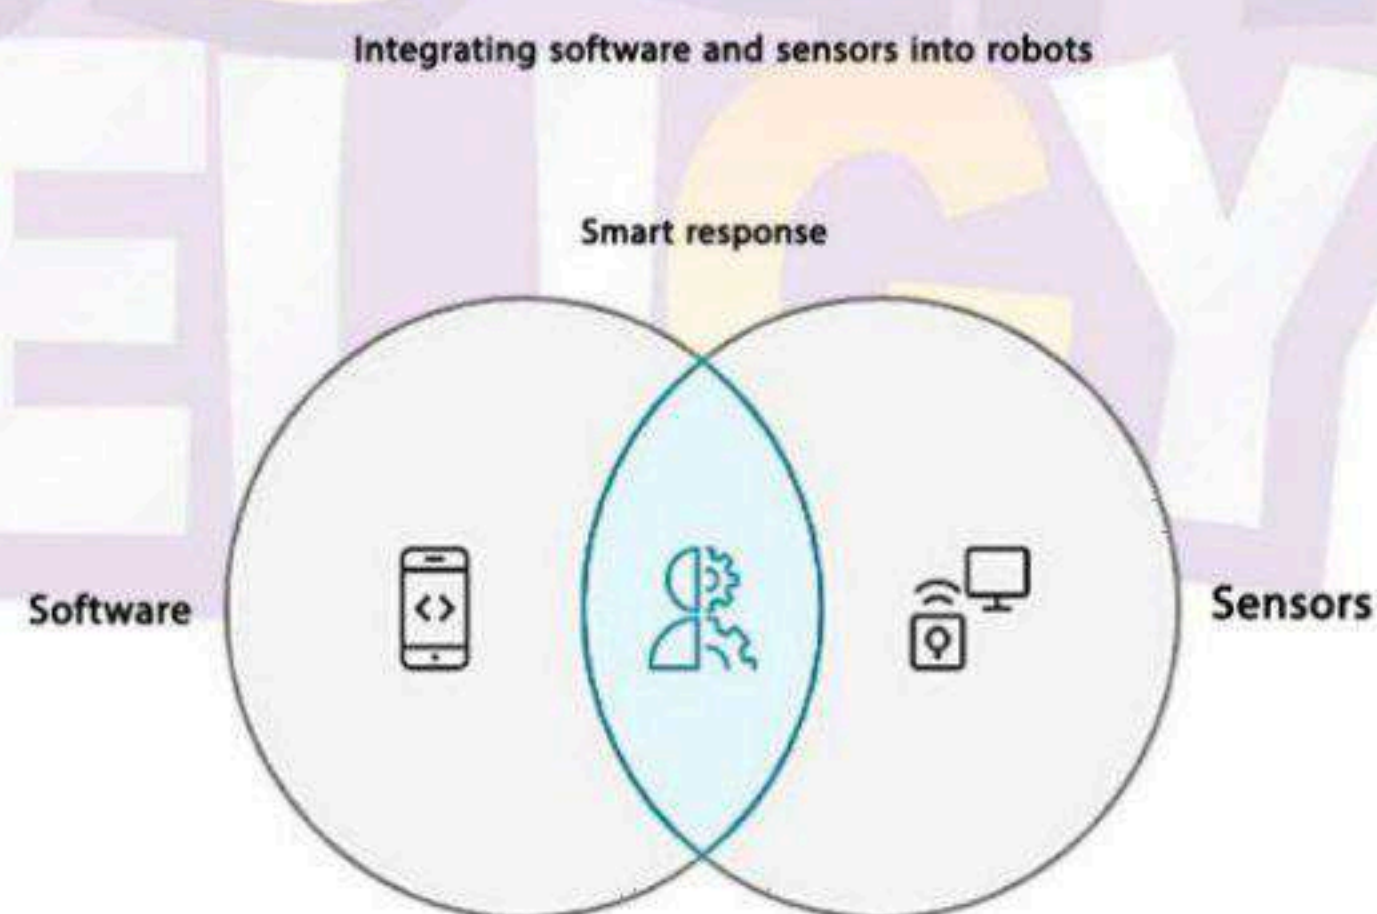 Integrating software and sensors into robots
Smart response
Software
Sensors